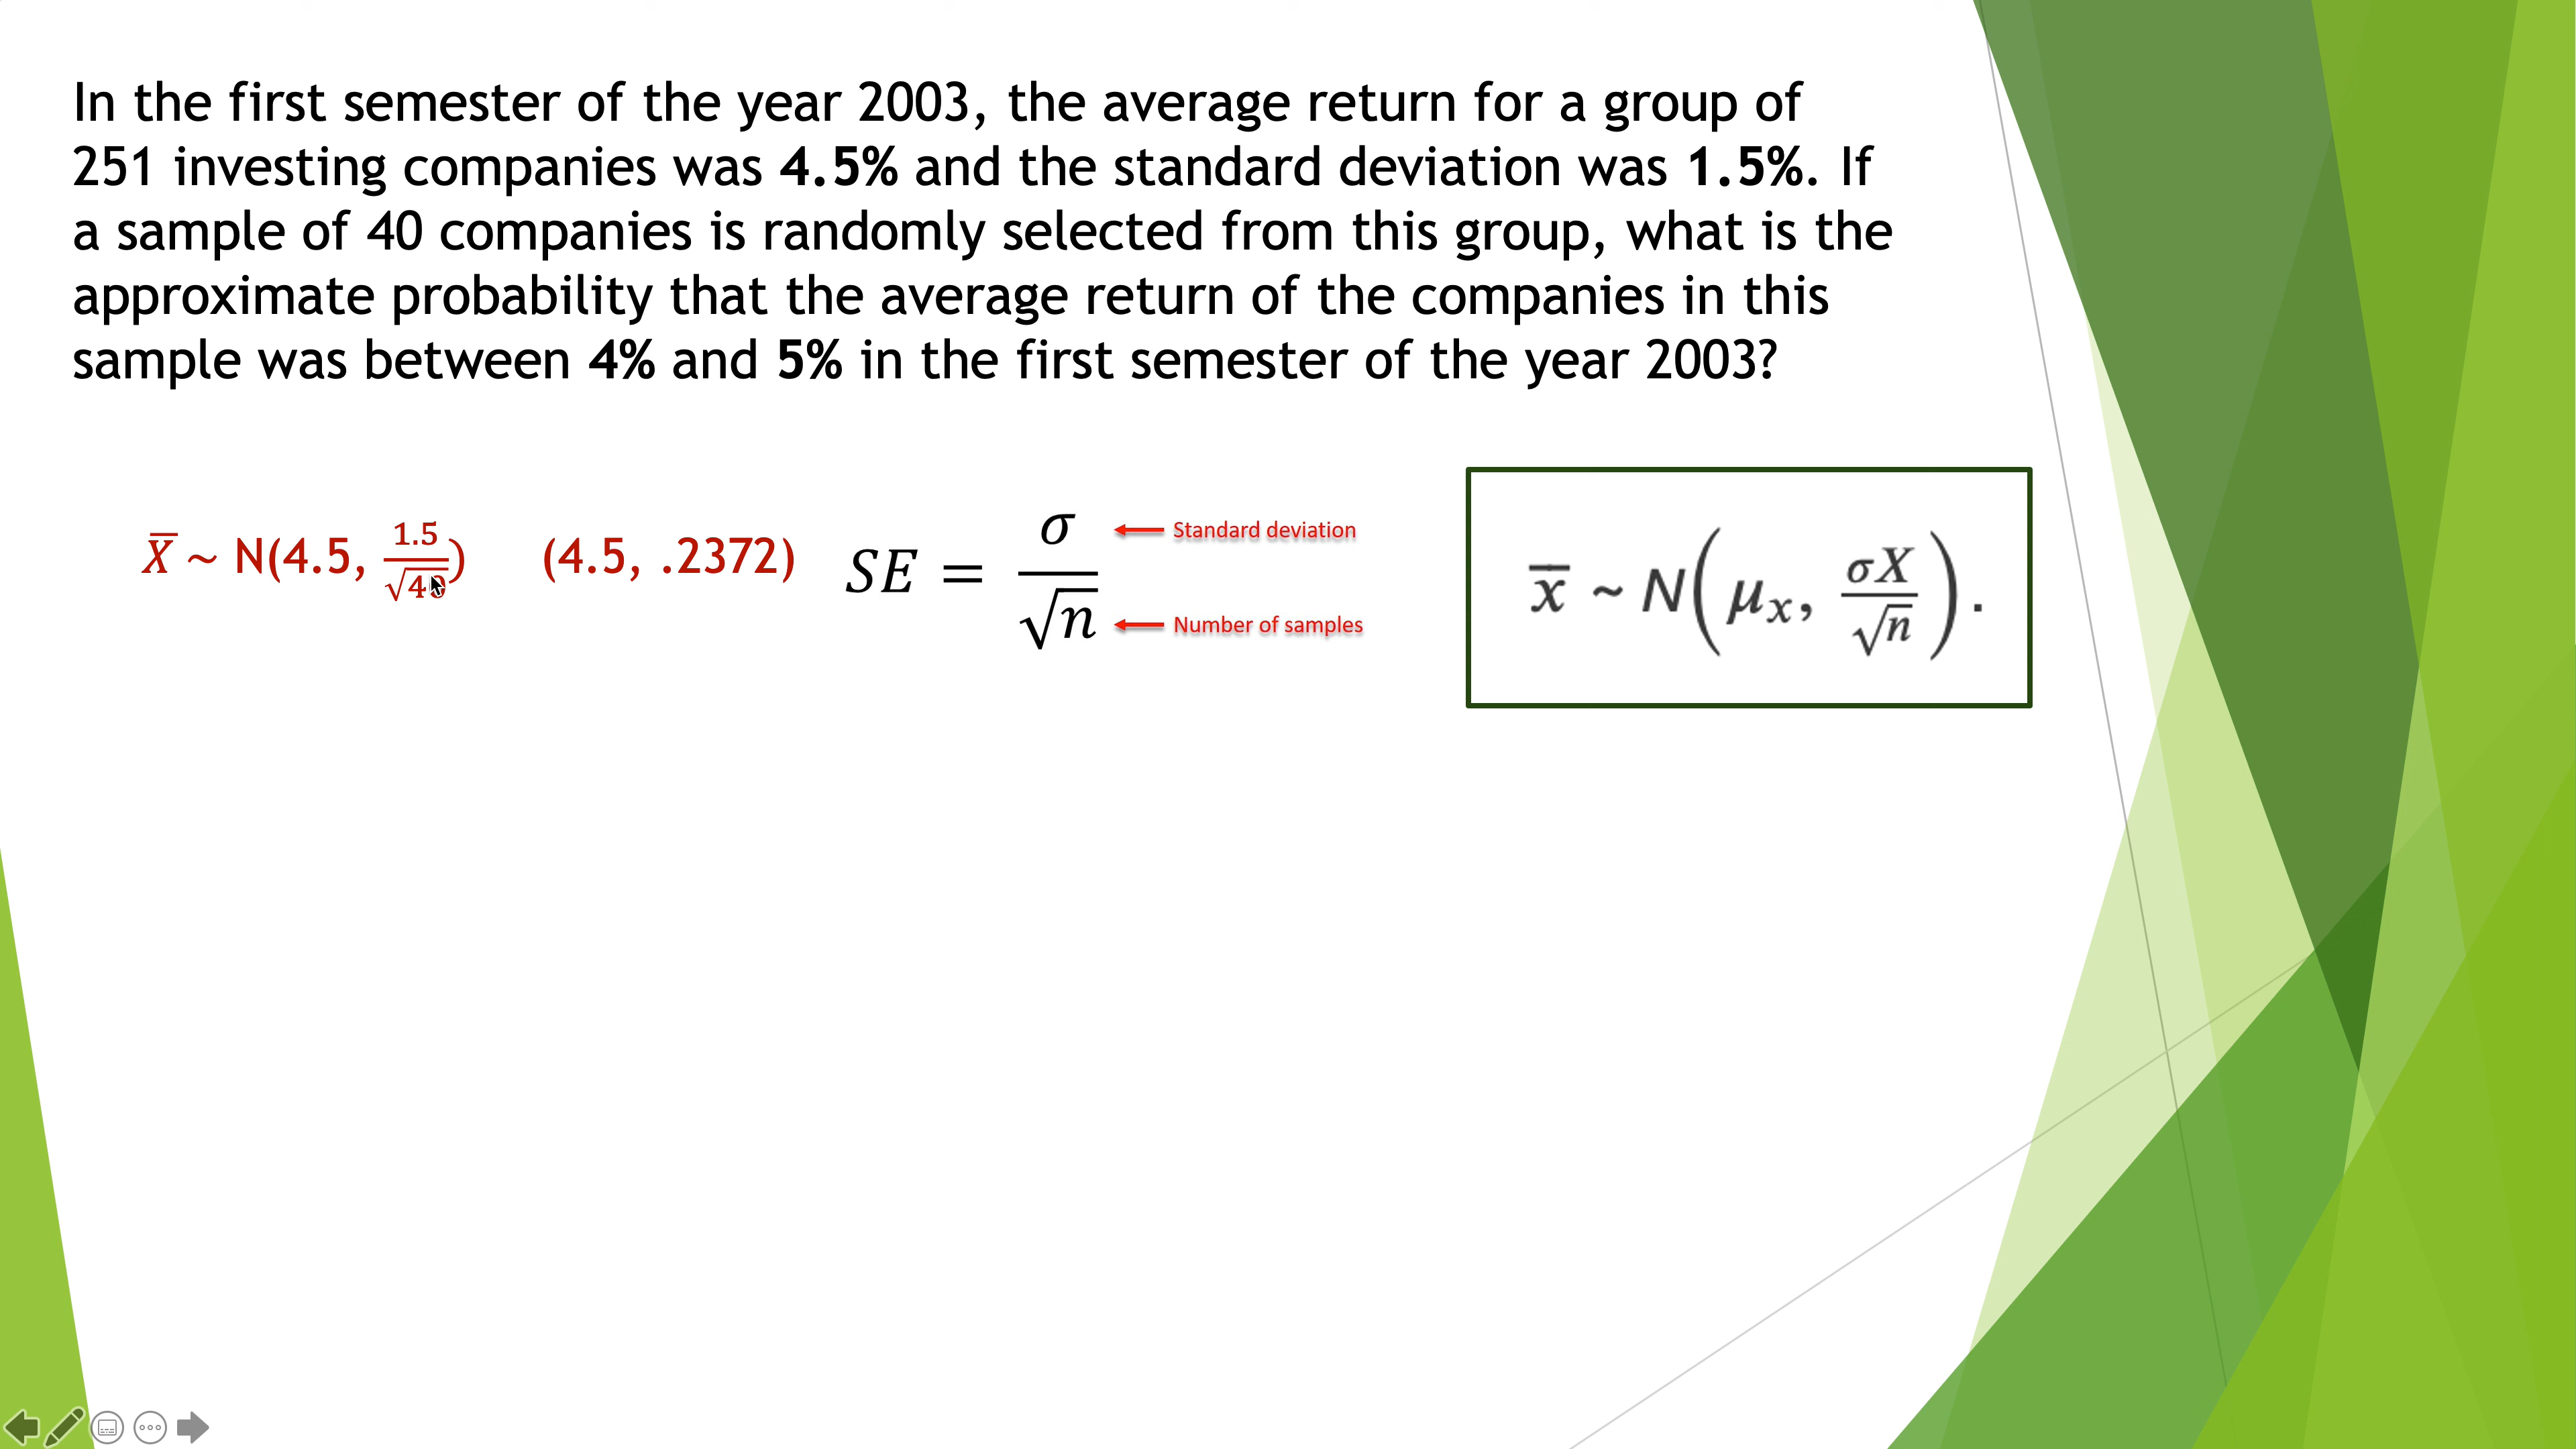 In the first semester of the year 2003, the average return for a group of
251 investing companies was 4.5% and the standard deviation was 1.5%. If
a sample of 40 companies is randomly selected from this group, what is the
approximate probability that the average return of the companies in this
sample was between 4% and 5% in the first semester of the year 2003?
X̅ ~ N(4.5, 1.5/√40) (4.5, .2372)
SE = σ/√n
Standard deviation
Number of samples
x̅ ~ N(μx, σX/√n).